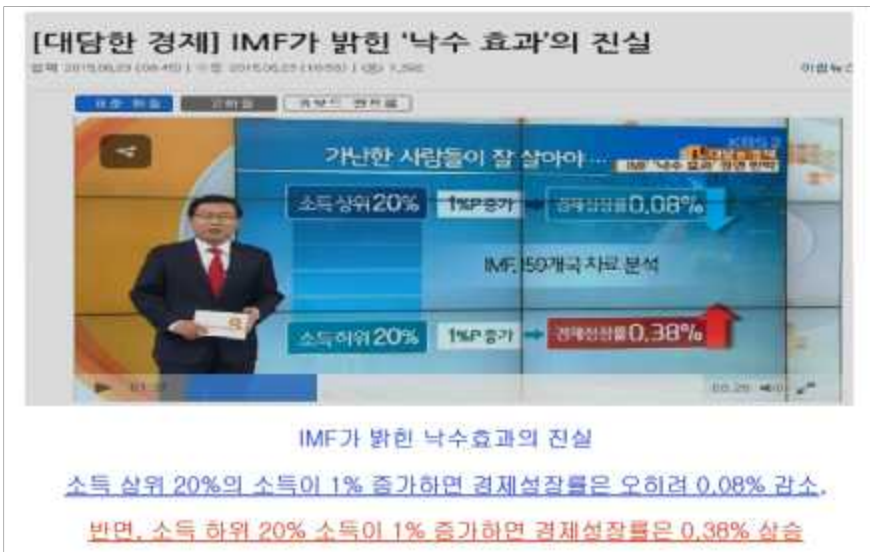 [대담한 경제] IMF가 밝힌 '낙수 효과'의 진실
가난한 사람들이 잘 살아야 ...
KBS 2
소득 상위 20% 1%P 증가 경제성장률 0.08%
IMF, 150개국 자료 분석
소득 하위 20% 1%P 증가 경제성장률 0.38%
IMF가 밝힌 낙수효과의 진실
소득 상위 20%의 소득이 1% 증가하면 경제성장률은 오히려 0.08% 감소.
반면, 소득 하위 20% 소득이 1% 증가하면 경제성장률은 0.38% 상승